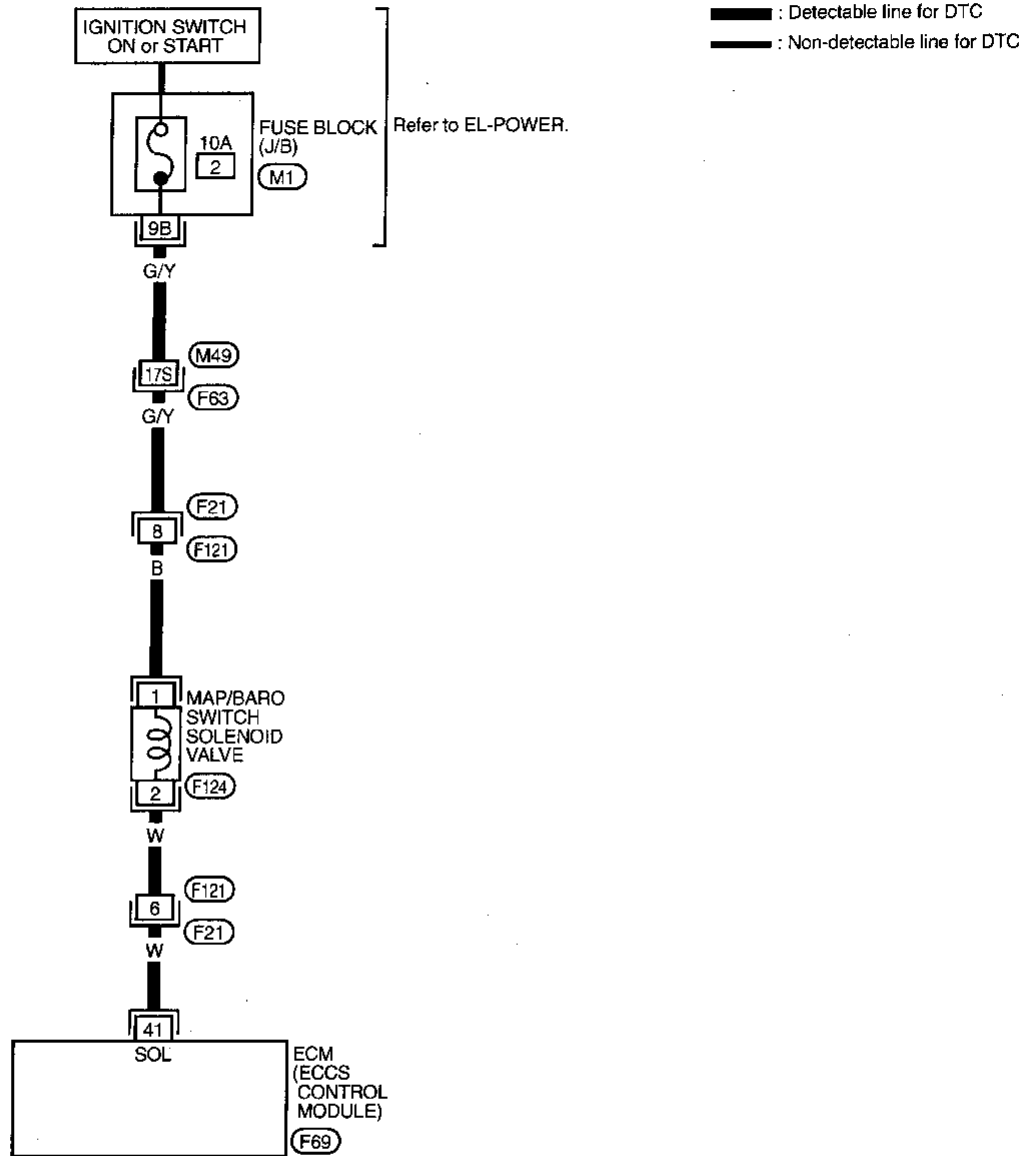 IGNITION SWITCH
ON or START
: Detectable line for DTC
: Non-detectable line for DTC
10A
2
FUSE BLOCK
(J/B)
M1
Refer to EL-POWER.
9B
G/Y
17S
M49
F63
G/Y
8
F21
F121
B
1
MAP/BARO
SWITCH
SOLENOID
VALVE
2
F124
W
6
F121
F21
W
41
SOL
ECM
(ECCS
CONTROL
MODULE)
F69